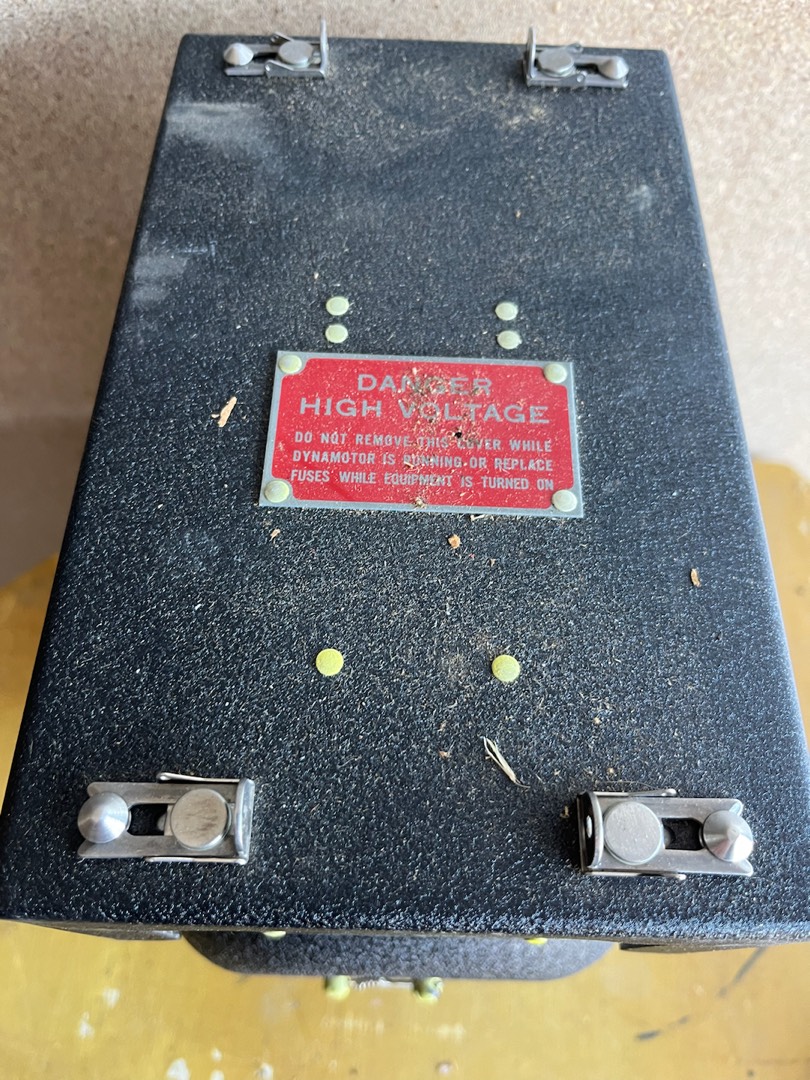 DANGER
HIGH VOLTAGE
DO NOT REMOVE THIS COVER WHILE
DYNAMOTOR IS RUNNING OR REPLACE
FUSES WHILE EQUIPMENT IS TURNED ON